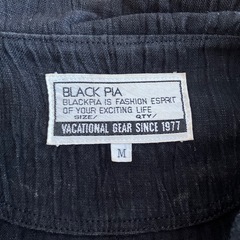 BLACK PIA
BLACKPIA IS FASHION ESPRIT
OF YOUR EXCITING LIFE
SIZE/ QTY/
VACATIONAL GEAR SINCE 1977
M